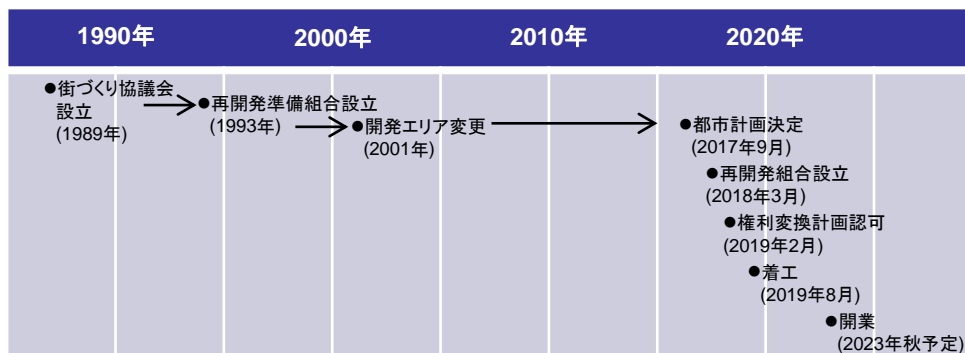 1990年
2000年
2010年
2020年
●街づくり協議会
設立
(1989年)
●再開発準備組合設立
(1993年)
●開発エリア変更
(2001年)
●都市計画決定
(2017年9月)
●再開発組合設立
(2018年3月)
●権利変換計画認可
(2019年2月)
●着工
(2019年8月)
●開業
(2023年秋予定)